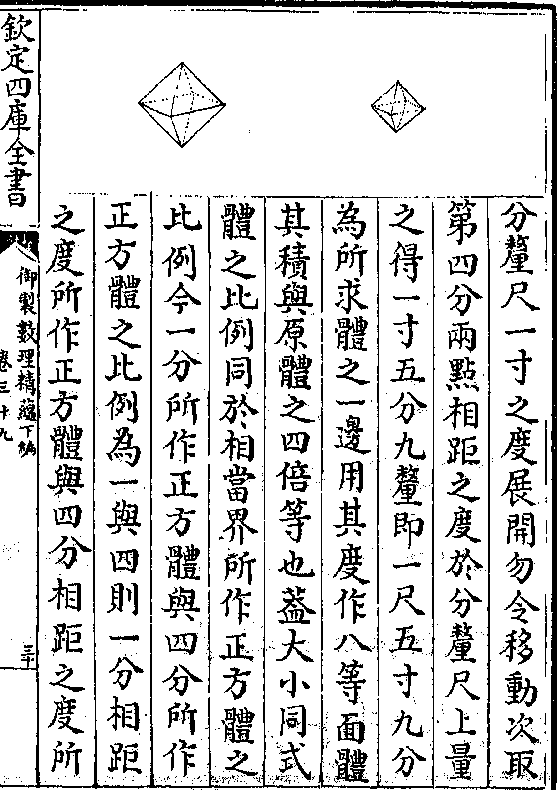 分釐尺一寸之度展開勿令移動次取
第四分兩點相距之度於分釐尺上量
之得一寸五分九釐即一尺五寸九分
為所求體之一邊用其度作八等面體
其積與原體之四倍等也蓋大小同式
體之比例同於相當界所作正方體之
比例今一分所作正方體與四分所作
正方體之比例為一與四則一分相距
之度所作正方體與四分相距之度所
欽定四庫全書
御製數理精蘊下編
卷三十九
三十